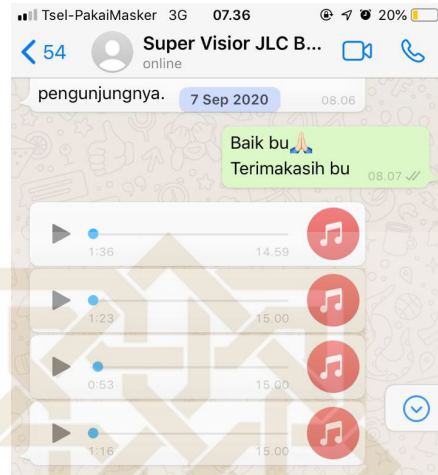 Tsel-PakaiMasker 3G 07.36 20%
54 Super Visior JLC B...
online
pengunjungnya. 08.06
7 Sep 2020
Baik bu🙏🏻
Terimakasih bu 08.07
1:36 14.59
1:23 15.00
0:53 15.00
1:16 15.00